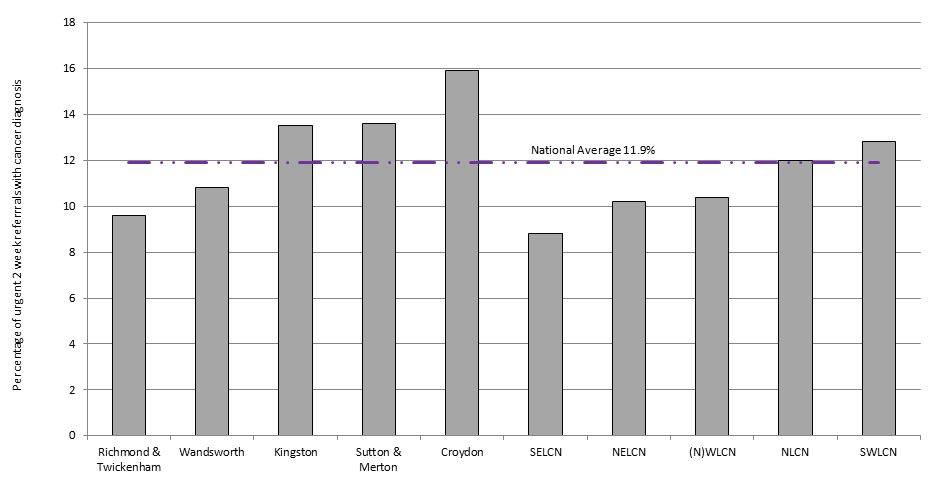 Percentage of urgent 2 week referrrals with cancer diagnosis
18
16
14
12
10
8
6
4
2
0
National Average 11.9%
Richmond &
Twickenham
Wandsworth
Kingston
Sutton &
Merton
Croydon
SELCN
NELCN
(N)WLCN
NLCN
SWLCN